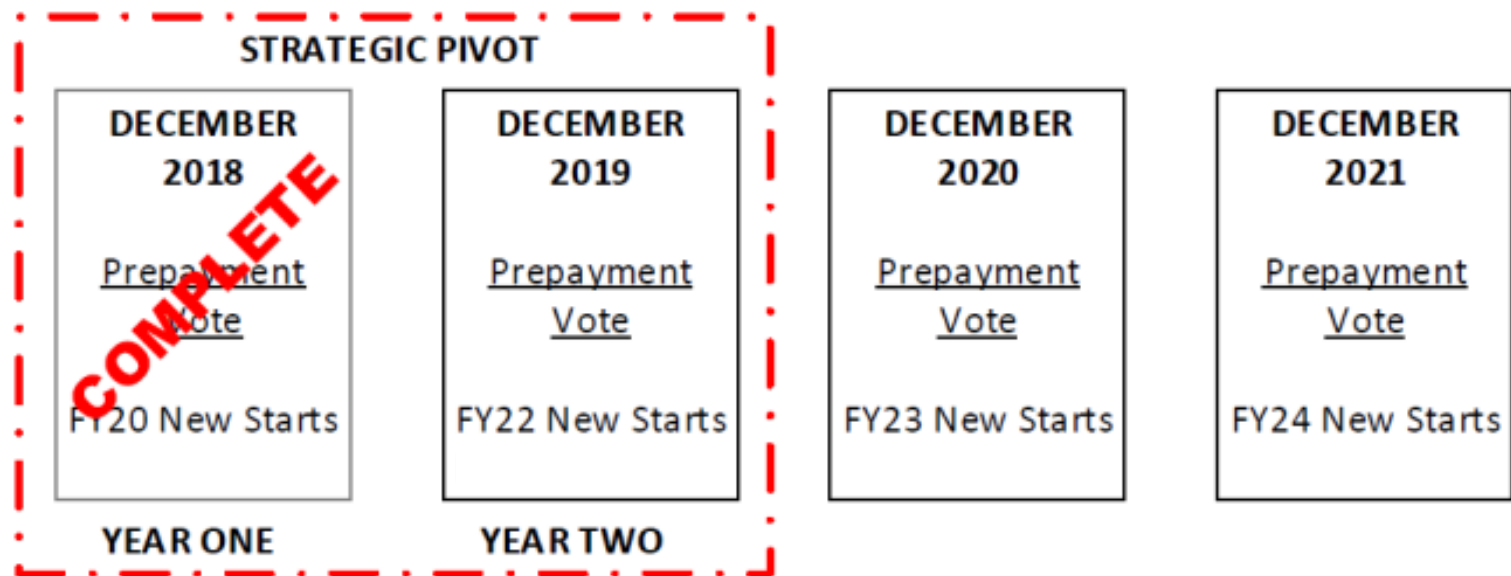 STRATEGIC PIVOT
DECEMBER
2018
Prepayment
Vote
FY20 New Starts
COMPLETE
YEAR ONE
DECEMBER
2019
Prepayment
Vote
FY22 New Starts
YEAR TWO
DECEMBER
2020
Prepayment
Vote
FY23 New Starts
DECEMBER
2021
Prepayment
Vote
FY24 New Starts